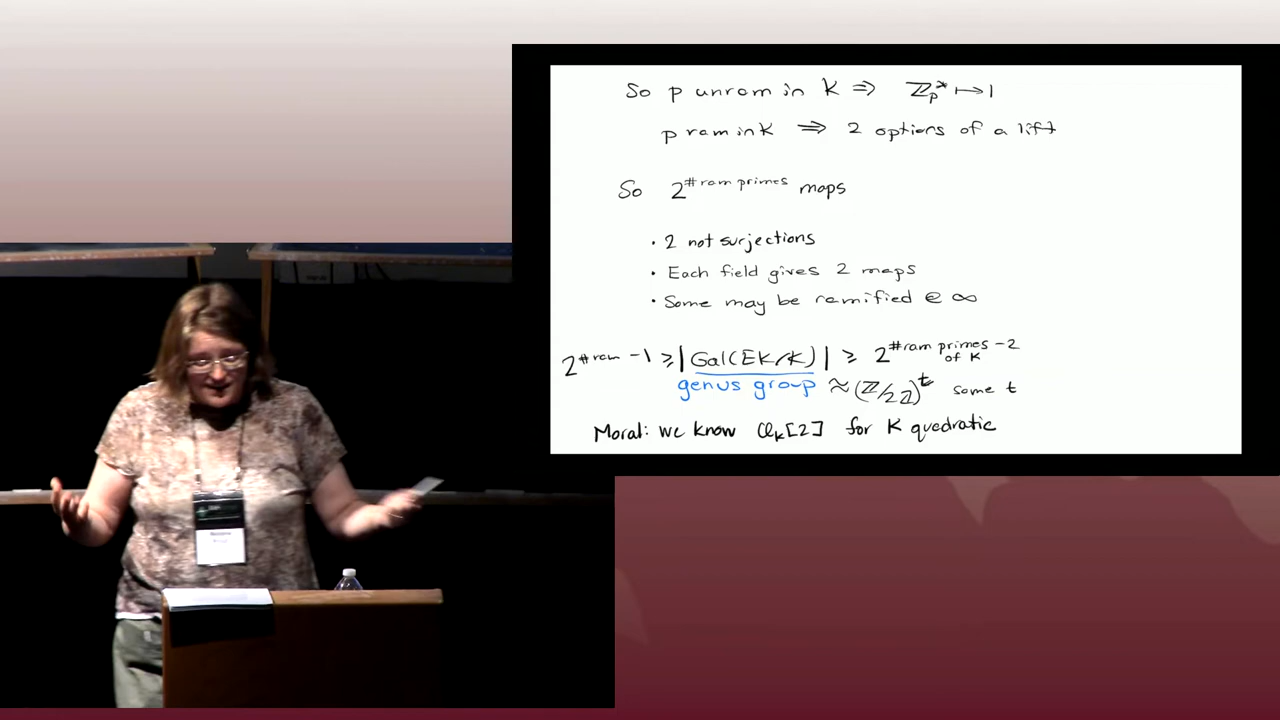 So p unram in K ⇒ ℤp* ↦ 1
p ram in K ⇒ 2 options of a lift
So 2^# ram primes maps
· 2 not surjections
· Each field gives 2 maps
· Some may be ramified @ ∞
2^# ram -1 ≥ |Gal(EK/K)| ≥ 2^# ram primes -2 of K
genus group ≈ (ℤ/2ℤ)^t some t
Moral: we know Clk[2] for K quadratic